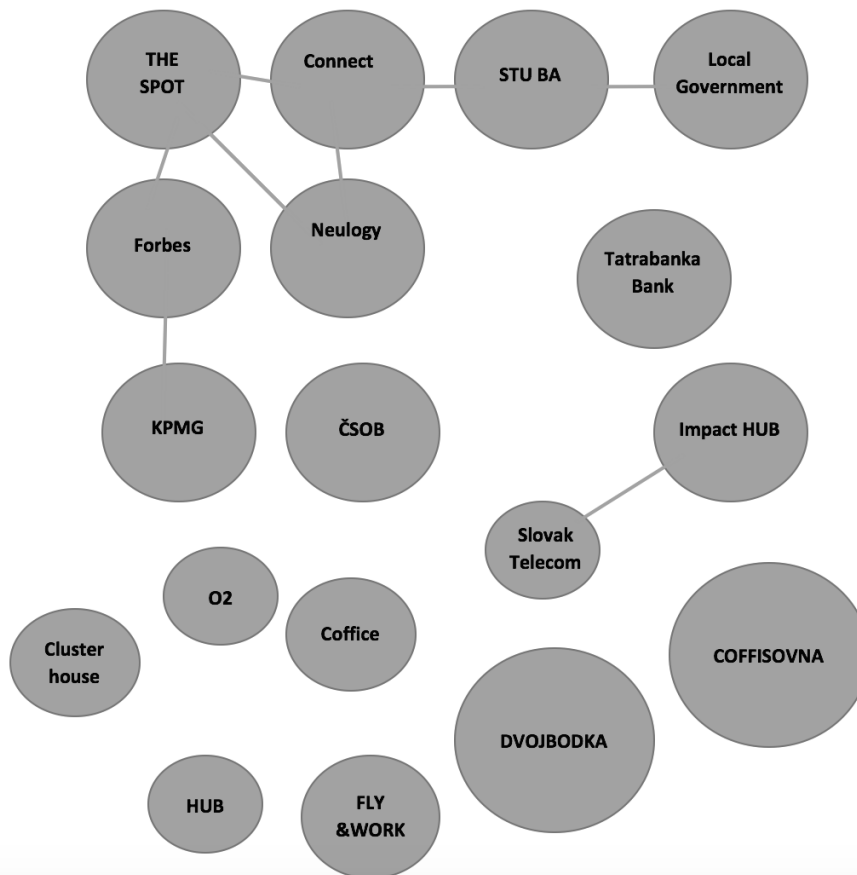 THE
SPOT
Connect
STU BA
Local
Government
Forbes
Neulogy
Tatrabanka
Bank
KPMG
ČSOB
Impact HUB
Slovak
Telecom
O2
Coffice
Cluster
house
COFFISOVNA
DVOJBODKA
HUB
FLY
&WORK